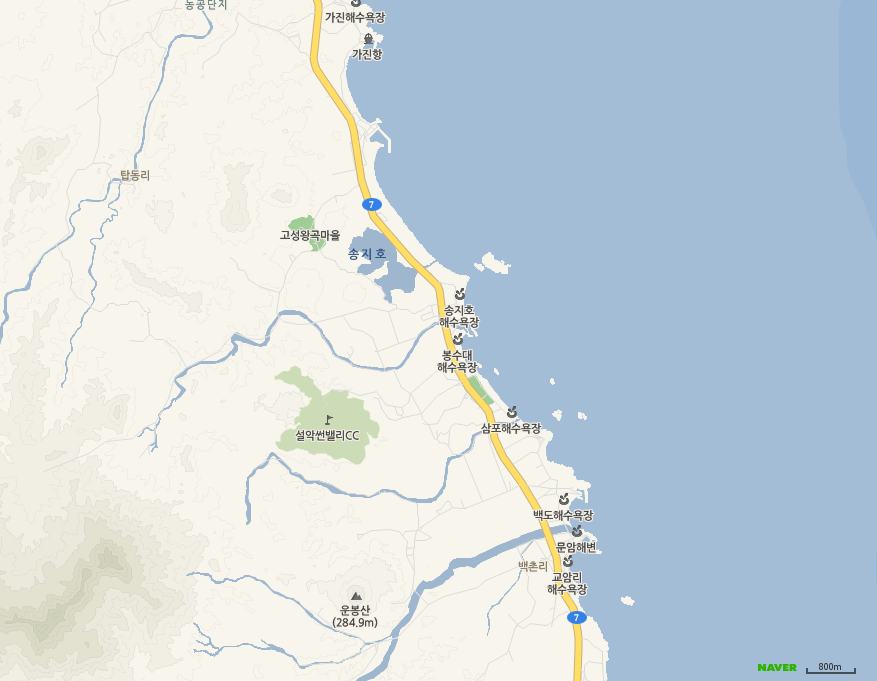 농공단지
가진해수욕장
가진항
탑동리
7
고성왕곡마을
송지호
송지호
해수욕장
봉수대
해수욕장
삼포해수욕장
설악썬밸리CC
백도해수욕장
문암해변
백촌리
교암리
해수욕장
운봉산
(284.9m)
7
NAVER
800m